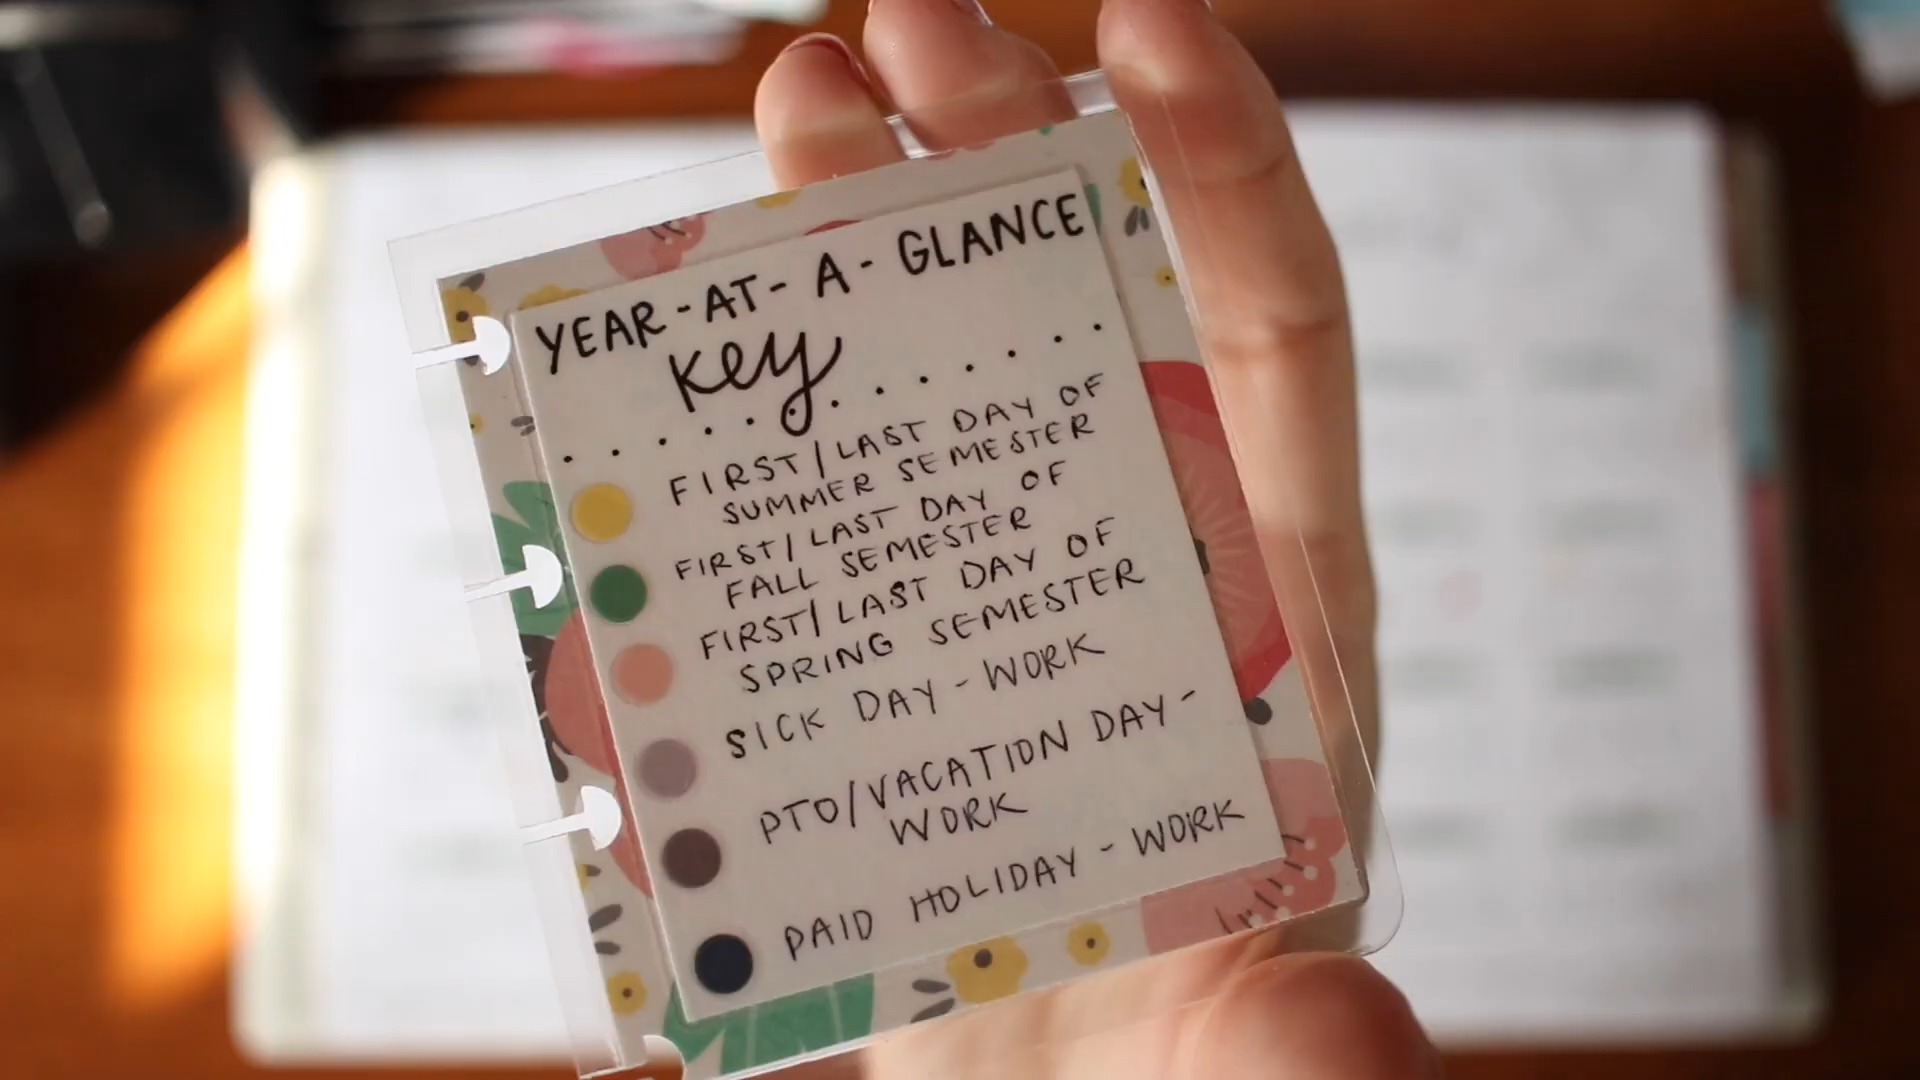 YEAR-AT-A-GLANCE
Key
FIRST/LAST DAY OF
SUMMER SEMESTER
FIRST/LAST DAY OF
FALL SEMESTER
FIRST/LAST DAY OF
SPRING SEMESTER
SICK DAY-WORK
PTO/VACATION DAY-
WORK
PAID HOLIDAY-WORK